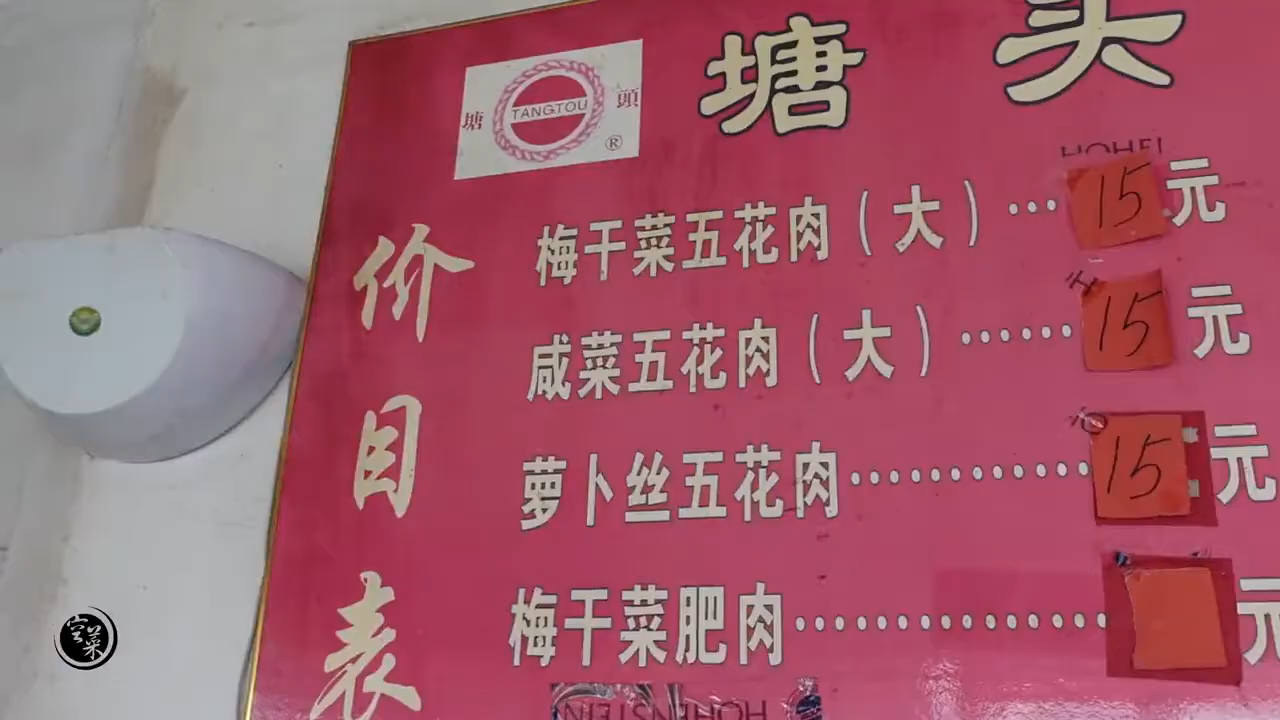 塘头
塘 TANGTOU 頭
®
价目表
梅干菜五花肉（大）…15元
咸菜五花肉（大）……15元
萝卜丝五花肉…………15元
梅干菜肥肉……………元
HOHENSTEIN